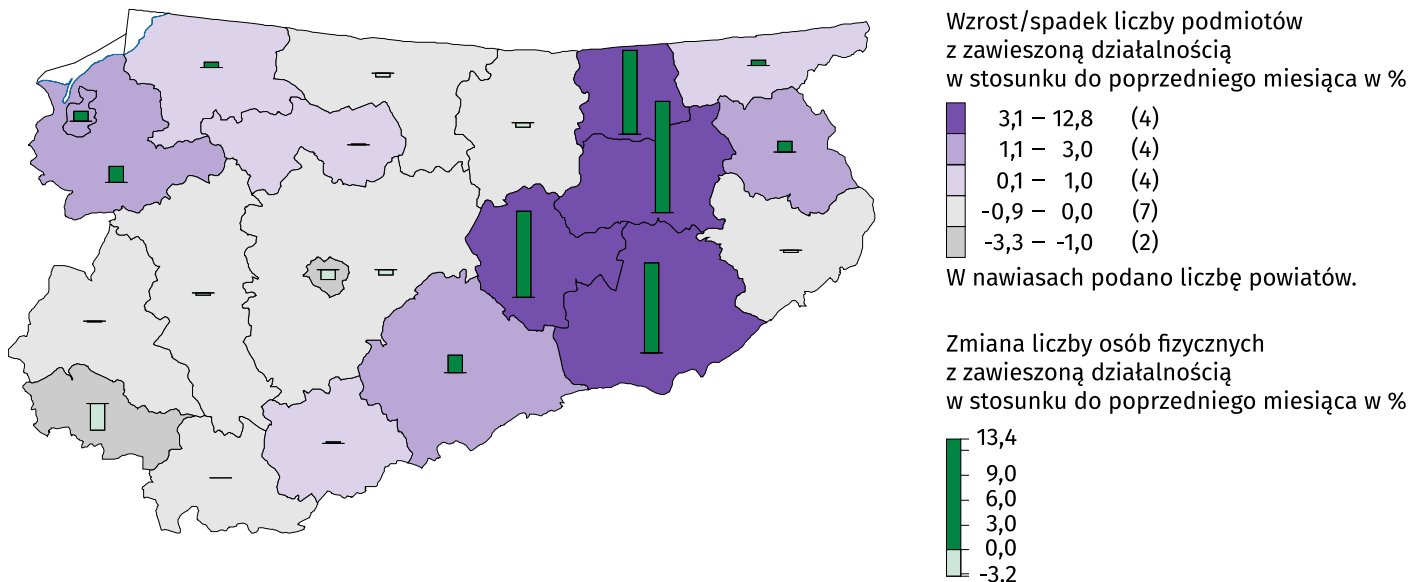 Wzrost/spadek liczby podmiotów
z zawieszoną działalnością
w stosunku do poprzedniego miesiąca w %
3,1 – 12,8 (4)
1,1 – 3,0 (4)
0,1 – 1,0 (4)
-0,9 – 0,0 (7)
-3,3 – -1,0 (2)
W nawiasach podano liczbę powiatów.
Zmiana liczby osób fizycznych
z zawieszoną działalnością
w stosunku do poprzedniego miesiąca w %
13,4
9,0
6,0
3,0
0,0
-3,2